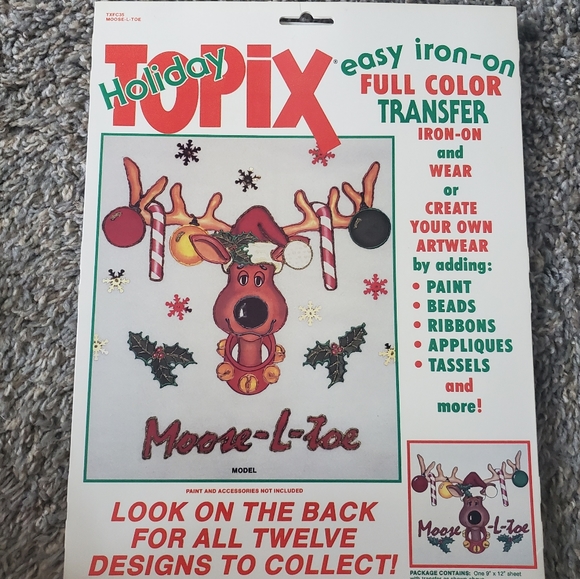 TSFC35
MOOSE-L-TOE
Holiday
TOPiX®
easy iron-on
FULL COLOR
TRANSFER
IRON-ON
and
WEAR
or
CREATE
YOUR OWN
ARTWEAR
by adding:
• PAINT
• BEADS
• RIBBONS
• APPLIQUES
• TASSELS
and
more!
Moose-L-Toe
MODEL
PAINT AND ACCESSORIES NOT INCLUDED
LOOK ON THE BACK
FOR ALL TWELVE
DESIGNS TO COLLECT!
Moose-L-Toe
PACKAGE CONTAINS: One 9" x 12" sheet